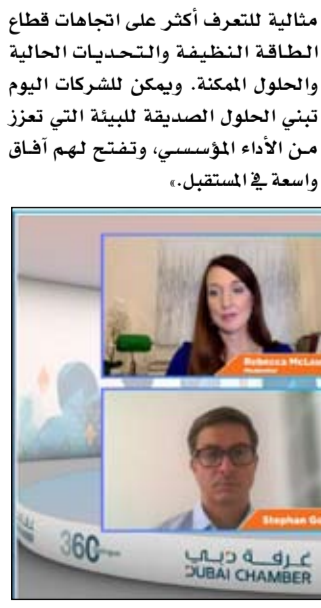 مثالية للتعرف أكثر على اتجاهات قطاع
الطاقة النظيفة والتحديات الحالية
والحلول الممكنة. ويمكن للشركات اليوم
تبني الحلول الصديقة للبيئة التي تعزز
من الأداء المؤسسي، وتفتح لهم آفاق
واسعة في المستقبل.»
Rebecca McLau
Moderator
Stephan Go
360
غرفة دبي
DUBAI CHAMBER